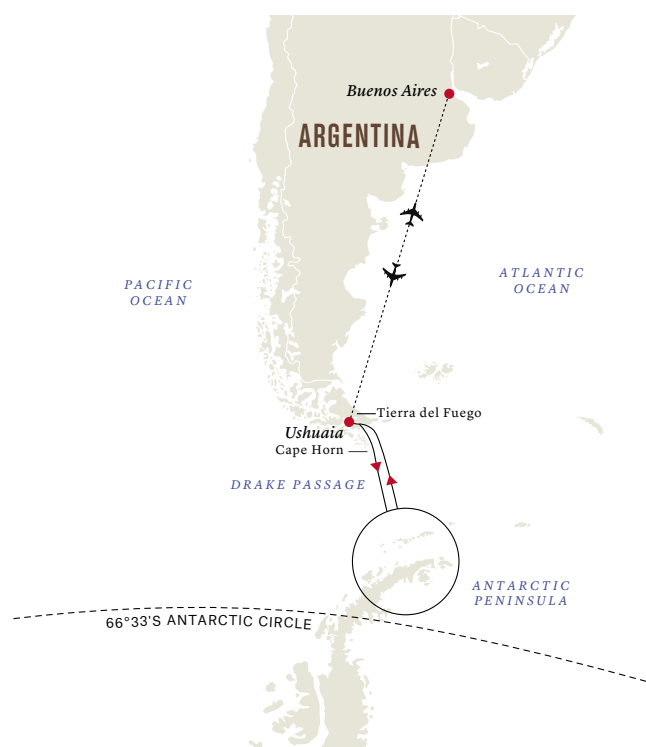 Buenos Aires
ARGENTINA
PACIFIC
OCEAN
ATLANTIC
OCEAN
Tierra del Fuego
Ushuaia
Cape Horn
DRAKE PASSAGE
ANTARCTIC
PENINSULA
66°33'S ANTARCTIC CIRCLE